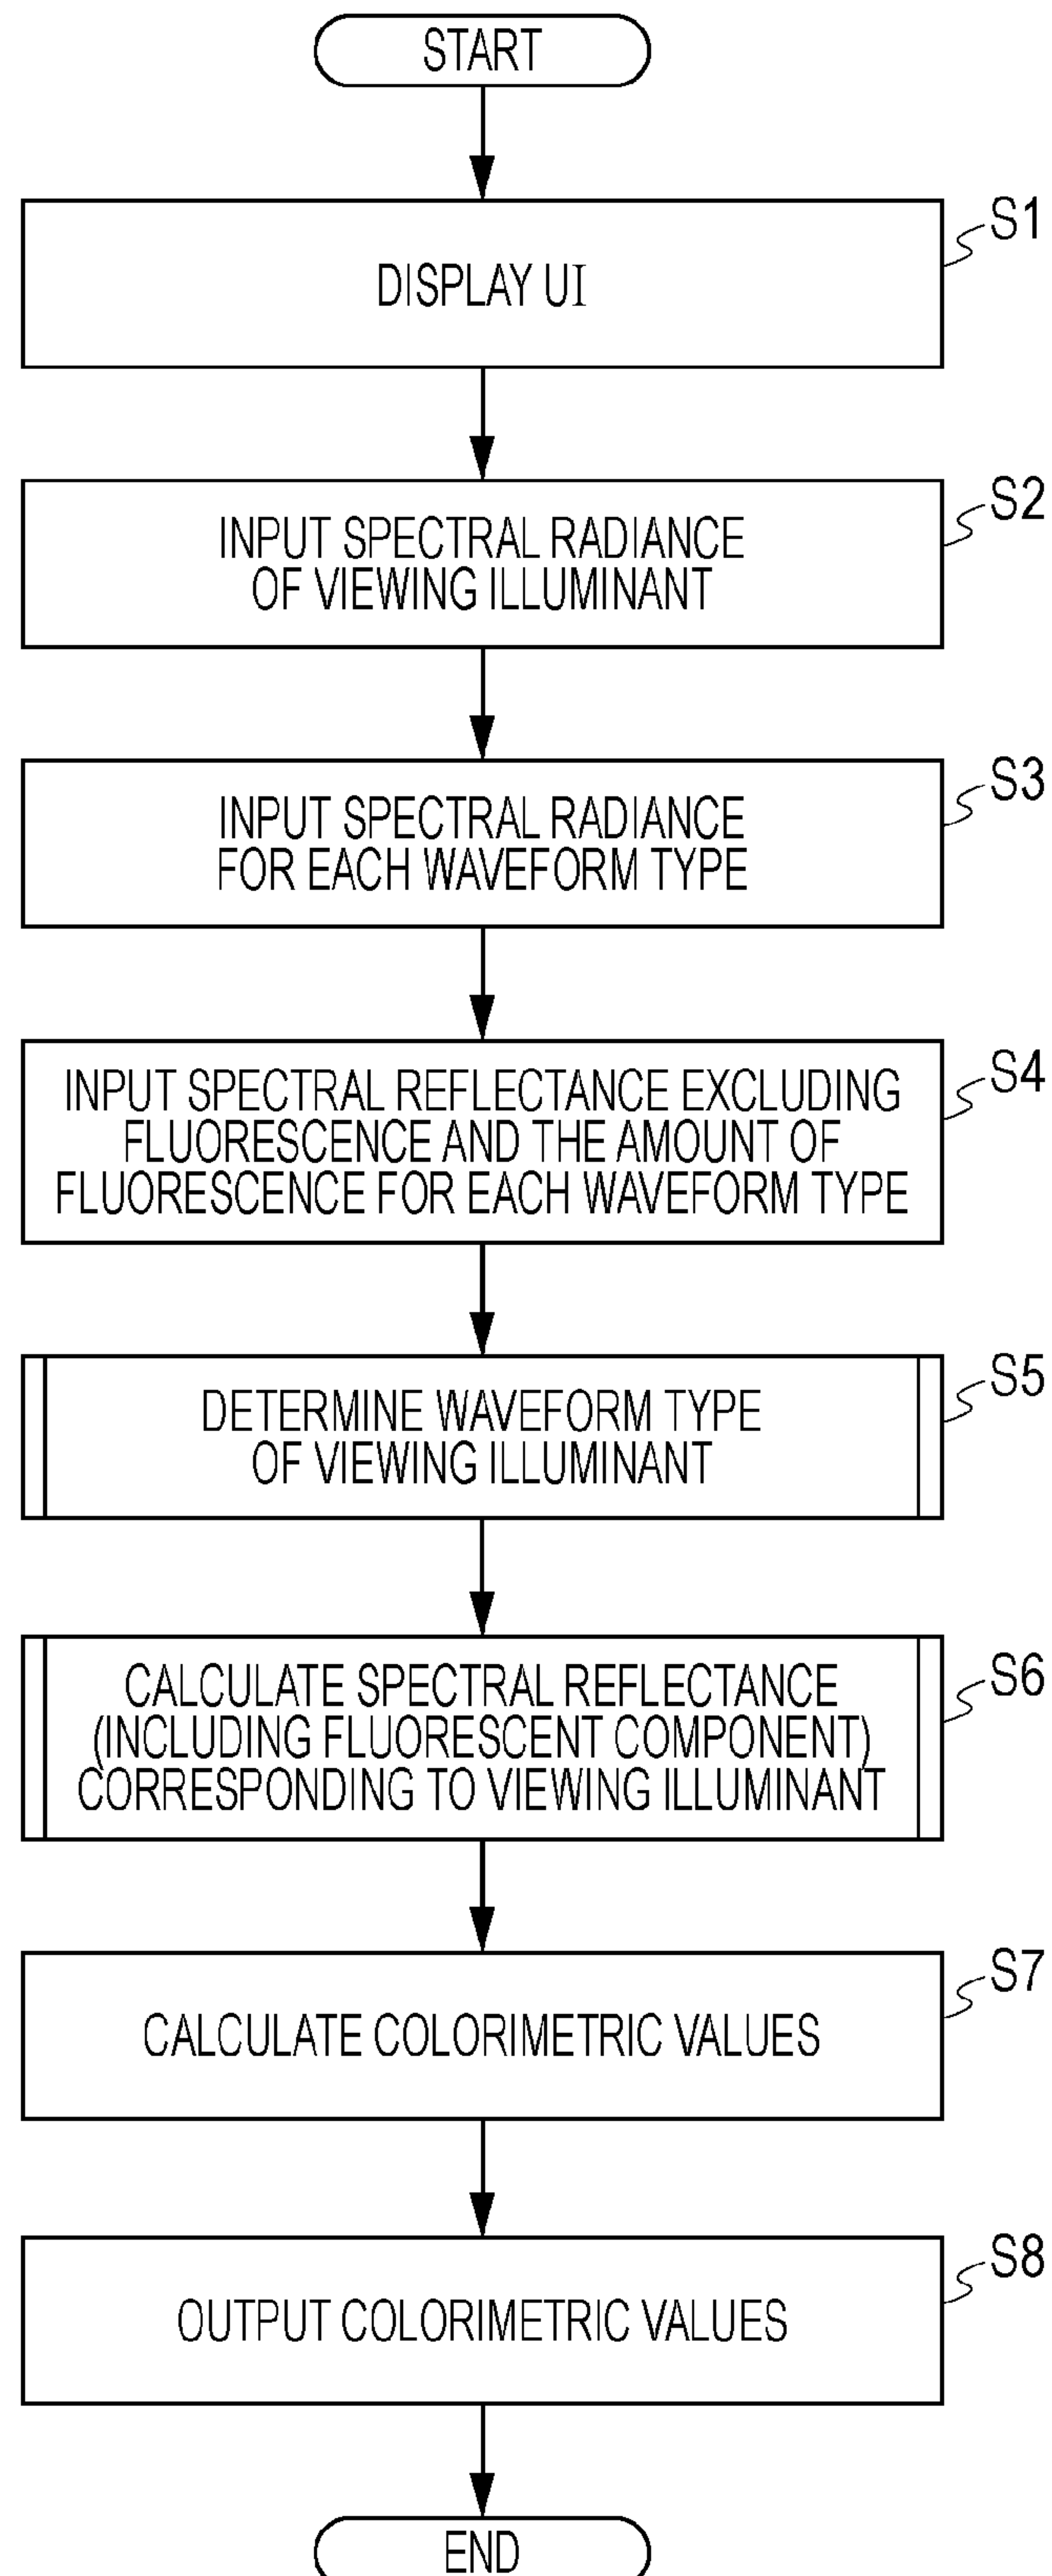 START
S1
DISPLAY UI
S2
INPUT SPECTRAL RADIANCE
OF VIEWING ILLUMINANT
S3
INPUT SPECTRAL RADIANCE
FOR EACH WAVEFORM TYPE
S4
INPUT SPECTRAL REFLECTANCE EXCLUDING
FLUORESCENCE AND THE AMOUNT OF
FLUORESCENCE FOR EACH WAVEFORM TYPE
S5
DETERMINE WAVEFORM TYPE
OF VIEWING ILLUMINANT
S6
CALCULATE SPECTRAL REFLECTANCE
(INCLUDING FLUORESCENT COMPONENT)
CORRESPONDING TO VIEWING ILLUMINANT
S7
CALCULATE COLORIMETRIC VALUES
S8
OUTPUT COLORIMETRIC VALUES
END